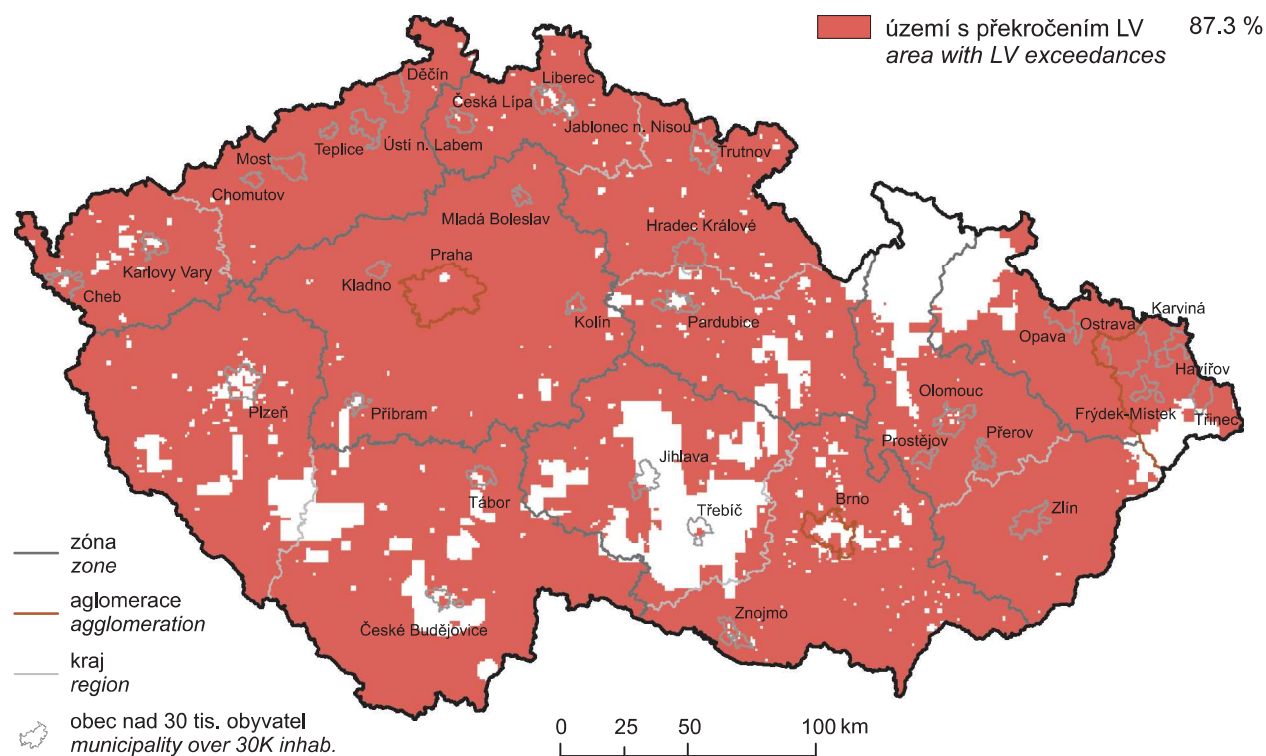 území s překročením LV 87.3 %
area with LV exceedances
Děčín
Liberec
Česká Lípa
Jablonec n. Nisou
Ústí n. Labem
Teplice
Trutnov
Most
Chomutov
Mladá Boleslav
Hradec Králové
Praha
Karlovy Vary
Kladno
Cheb
Kolín
Pardubice
Karviná
Ostrava
Opava
Havířov
Olomouc
Plzeň
Příbram
Frýdek-Místek
Třinec
Prostějov
Přerov
Jihlava
Tábor
Brno
Třebíč
Zlín
Znojmo
České Budějovice
zóna
zone
aglomerace
agglomeration
kraj
region
obec nad 30 tis. obyvatel
municipality over 30K inhab.
0 25 50 100 km